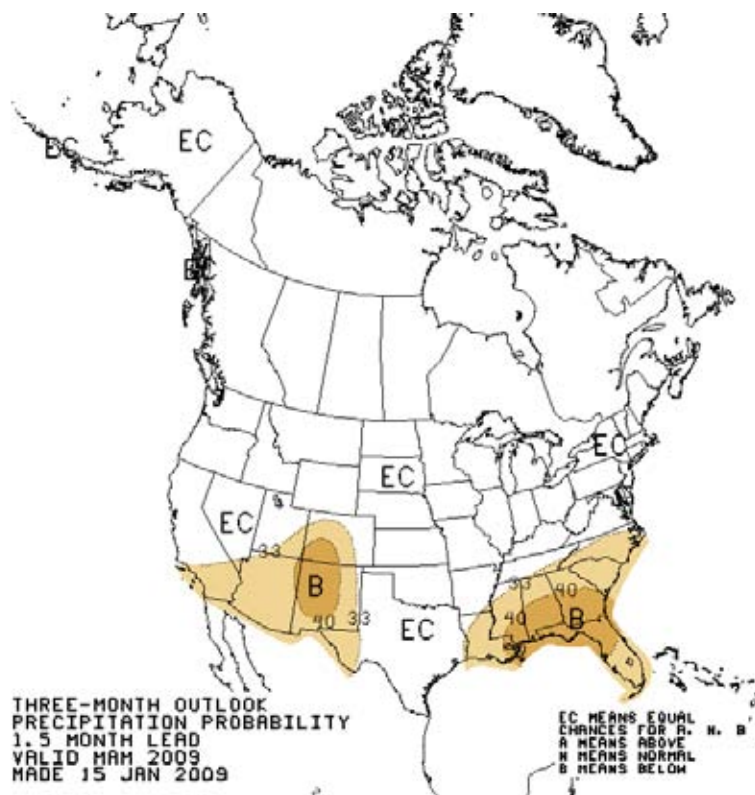 EC
EC
EC
EC
EC
EC
33
B
40
33
EC
33
40
40
B
THREE-MONTH OUTLOOK
PRECIPITATION PROBABILITY
1.5 MONTH LEAD
VALID MAM 2009
MADE 15 JAN 2009
EC MEANS EQUAL
CHANCES FOR A, N, B
A MEANS ABOVE
N MEANS NORMAL
B MEANS BELOW